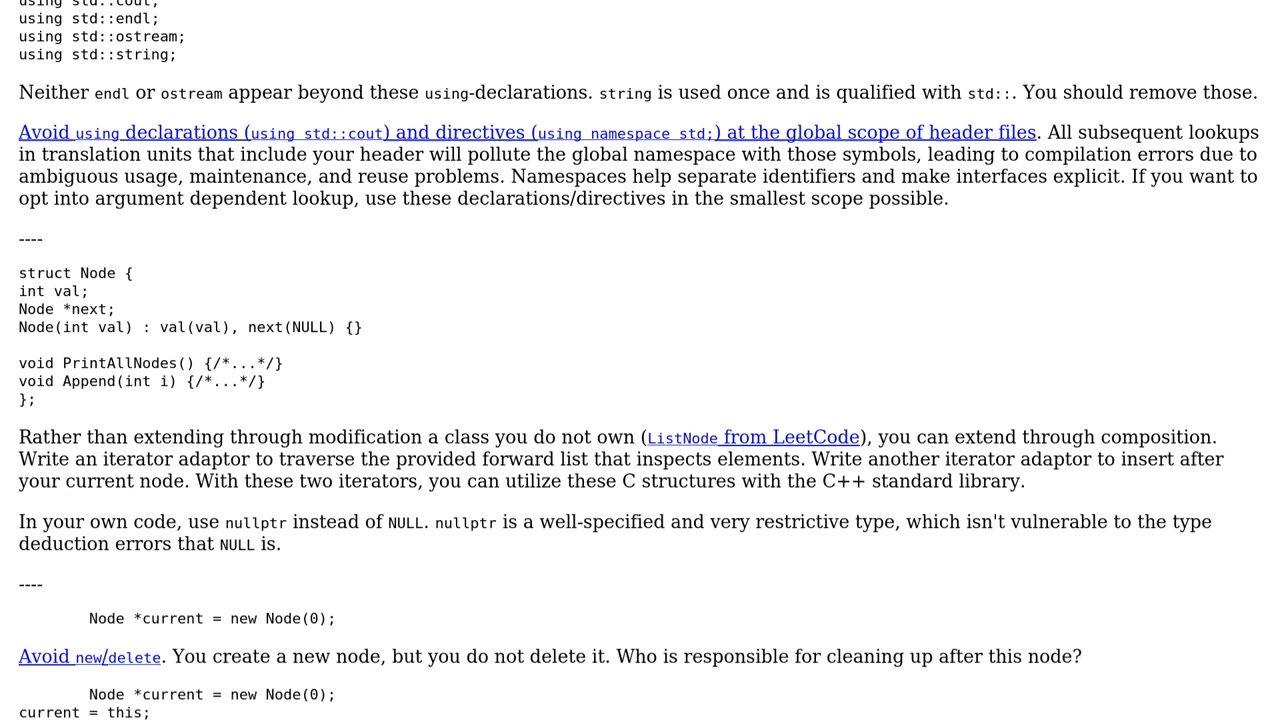 using std::cout;
using std::endl;
using std::ostream;
using std::string;
Neither endl or ostream appear beyond these using-declarations. string is used once and is qualified with std::. You should remove those.
Avoid using declarations (using std::cout) and directives (using namespace std;) at the global scope of header files. All subsequent lookups
in translation units that include your header will pollute the global namespace with those symbols, leading to compilation errors due to
ambiguous usage, maintenance, and reuse problems. Namespaces help separate identifiers and make interfaces explicit. If you want to
opt into argument dependent lookup, use these declarations/directives in the smallest scope possible.
----
struct Node {
int val;
Node *next;
Node(int val) : val(val), next(NULL) {}
void PrintAllNodes() {/*...*/}
void Append(int i) {/*...*/}
};
Rather than extending through modification a class you do not own (ListNode from LeetCode), you can extend through composition.
Write an iterator adaptor to traverse the provided forward list that inspects elements. Write another iterator adaptor to insert after
your current node. With these two iterators, you can utilize these C structures with the C++ standard library.
In your own code, use nullptr instead of NULL. nullptr is a well-specified and very restrictive type, which isn't vulnerable to the type
deduction errors that NULL is.
----
Node *current = new Node(0);
Avoid new/delete. You create a new node, but you do not delete it. Who is responsible for cleaning up after this node?
Node *current = new Node(0);
current = this;